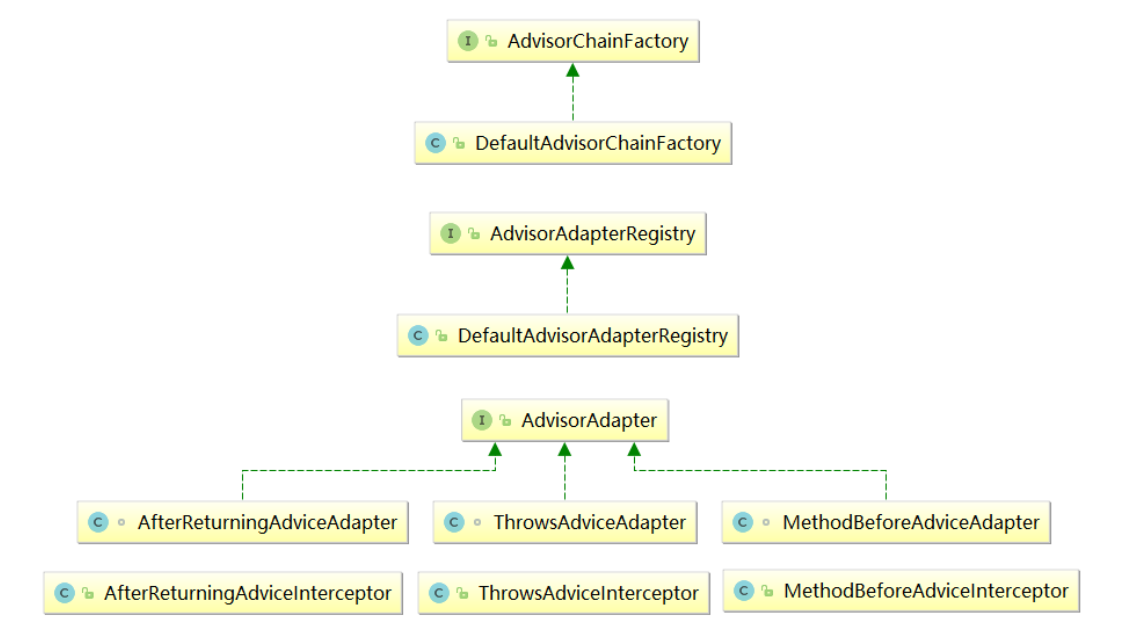 I AdvisorChainFactory
C DefaultAdvisorChainFactory
I AdvisorAdapterRegistry
C DefaultAdvisorAdapterRegistry
I AdvisorAdapter
C AfterReturningAdviceAdapter C ThrowsAdviceAdapter C MethodBeforeAdviceAdapter
C AfterReturningAdviceInterceptor C ThrowsAdviceInterceptor C MethodBeforeAdviceInterceptor